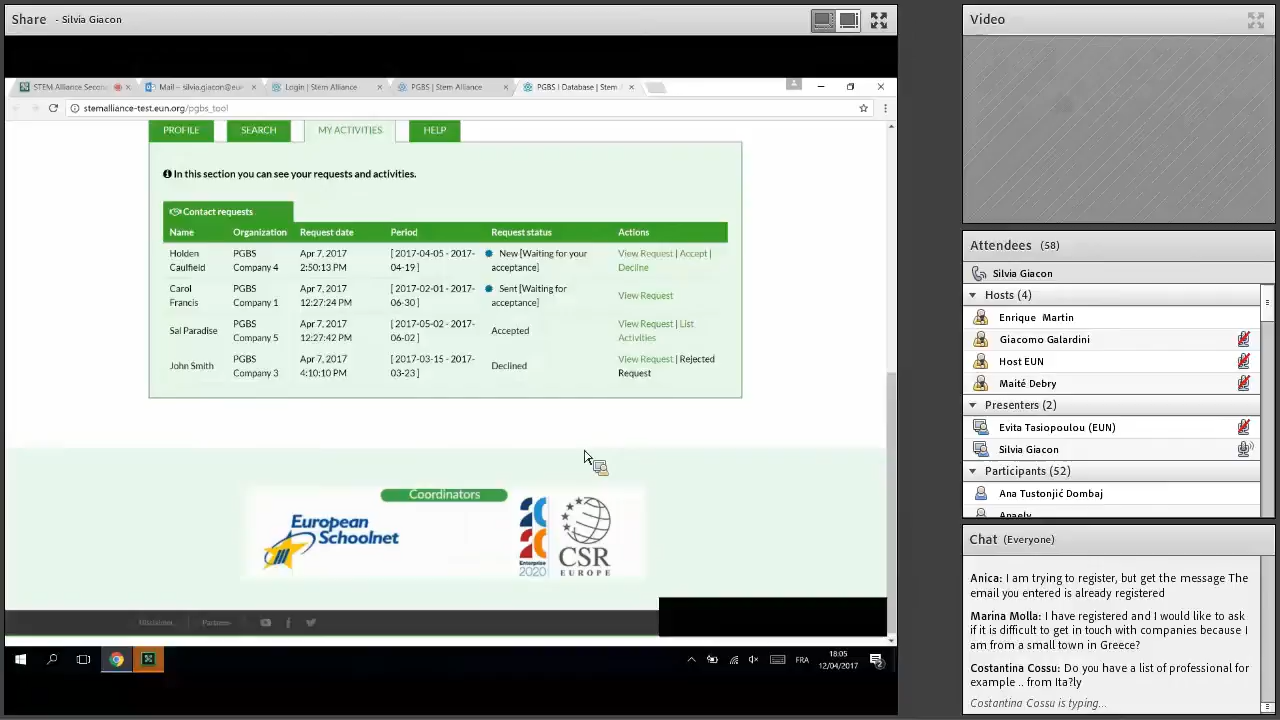 Share - Silvia Giacon
STEM Alliance Secon
Mail – silvia.giacon@eu
Login | Stem Alliance
PGBS | Stem Alliance
PGBS | Database | Stem A
stemalliance-test.eun.org/pgbs_tool
PROFILE SEARCH MY ACTIVITIES HELP
In this section you can see your requests and activities.
Contact requests
Name Organization Request date Period Request status Actions
Holden PGBS Apr 7, 2017 [ 2017-04-05 - 2017- New [Waiting for your View Request | Accept |
Caulfield Company 4 2:50:13 PM 04-19 ] acceptance] Decline
Carol PGBS Apr 7, 2017 [ 2017-02-01 - 2017- Sent [Waiting for View Request
Francis Company 1 12:27:24 PM 06-30 ] acceptance]
Sal Paradise PGBS Apr 7, 2017 [ 2017-05-02 - 2017- Accepted View Request | List
Company 5 12:27:42 PM 06-02 ] Activities
John Smith PGBS Apr 7, 2017 [ 2017-03-15 - 2017- Declined View Request | Rejected
Company 3 4:10:10 PM 03-23 ] Request
Coordinators
European
Schoolnet
2020
Enterprise
2020
CSR
EUROPE
Disclaimer
Partners
FRA
18:05
12/04/2017
2
Video
Attendees (58)
Silvia Giacon
Hosts (4)
Enrique Martin
Giacomo Galardini
Host EUN
Maité Debry
Presenters (2)
Evita Tasiopoulou (EUN)
Silvia Giacon
Participants (52)
Ana Tustonjić Dombaj
Anaely
Chat (Everyone)
Anica: I am trying to register, but get the message The
email you entered is already registered
Marina Molla: I have registered and I would like to ask
if it is difficult to get in touch with companies because I
am from a small town in Greece?
Costantina Cossu: Do you have a list of professional for
example .. from Ita?ly
Costantina Cossu is typing...